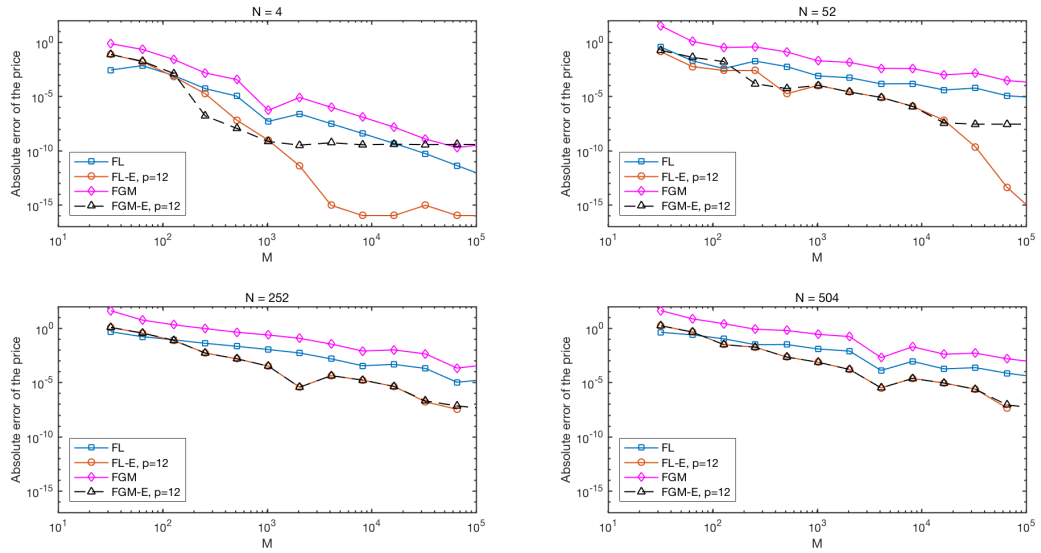 N = 4
Absolute error of the price
10^0
10^-5
10^-10
10^-15
FL
FL-E, p=12
FGM
FGM-E, p=12
10^1
10^2
10^3
10^4
10^5
M
N = 52
Absolute error of the price
10^0
10^-5
10^-10
10^-15
FL
FL-E, p=12
FGM
FGM-E, p=12
10^1
10^2
10^3
10^4
10^5
M
N = 252
Absolute error of the price
10^0
10^-5
10^-10
10^-15
FL
FL-E, p=12
FGM
FGM-E, p=12
10^1
10^2
10^3
10^4
10^5
M
N = 504
Absolute error of the price
10^0
10^-5
10^-10
10^-15
FL
FL-E, p=12
FGM
FGM-E, p=12
10^1
10^2
10^3
10^4
10^5
M